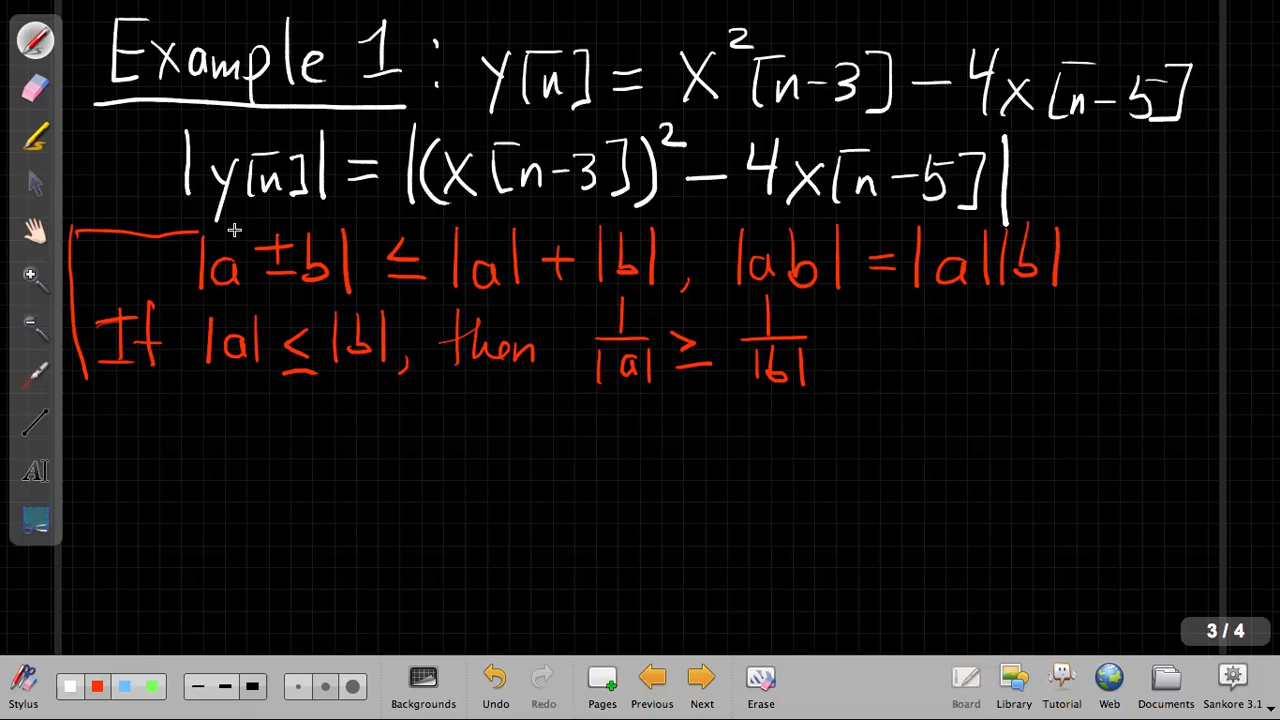 Example 1 : y[n] = x²[n-3] - 4x[n-5]
|y[n]| = |(x[n-3])² - 4x[n-5]|
|a ± b| ≤ |a| + |b|, |ab| = |a||b|
If |a| ≤ |b|, then 1/|a| ≥ 1/|b|
3 / 4
Stylus
Backgrounds
Undo
Redo
Pages
Previous
Next
Erase
Board
Library
Tutorial
Web
Documents
Sankore 3.1
AI